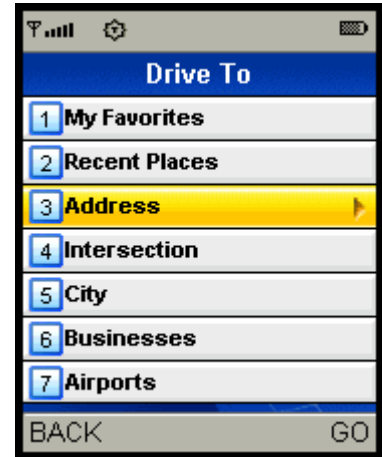 Drive To
1 My Favorites
2 Recent Places
3 Address
4 Intersection
5 City
6 Businesses
7 Airports
BACK GO